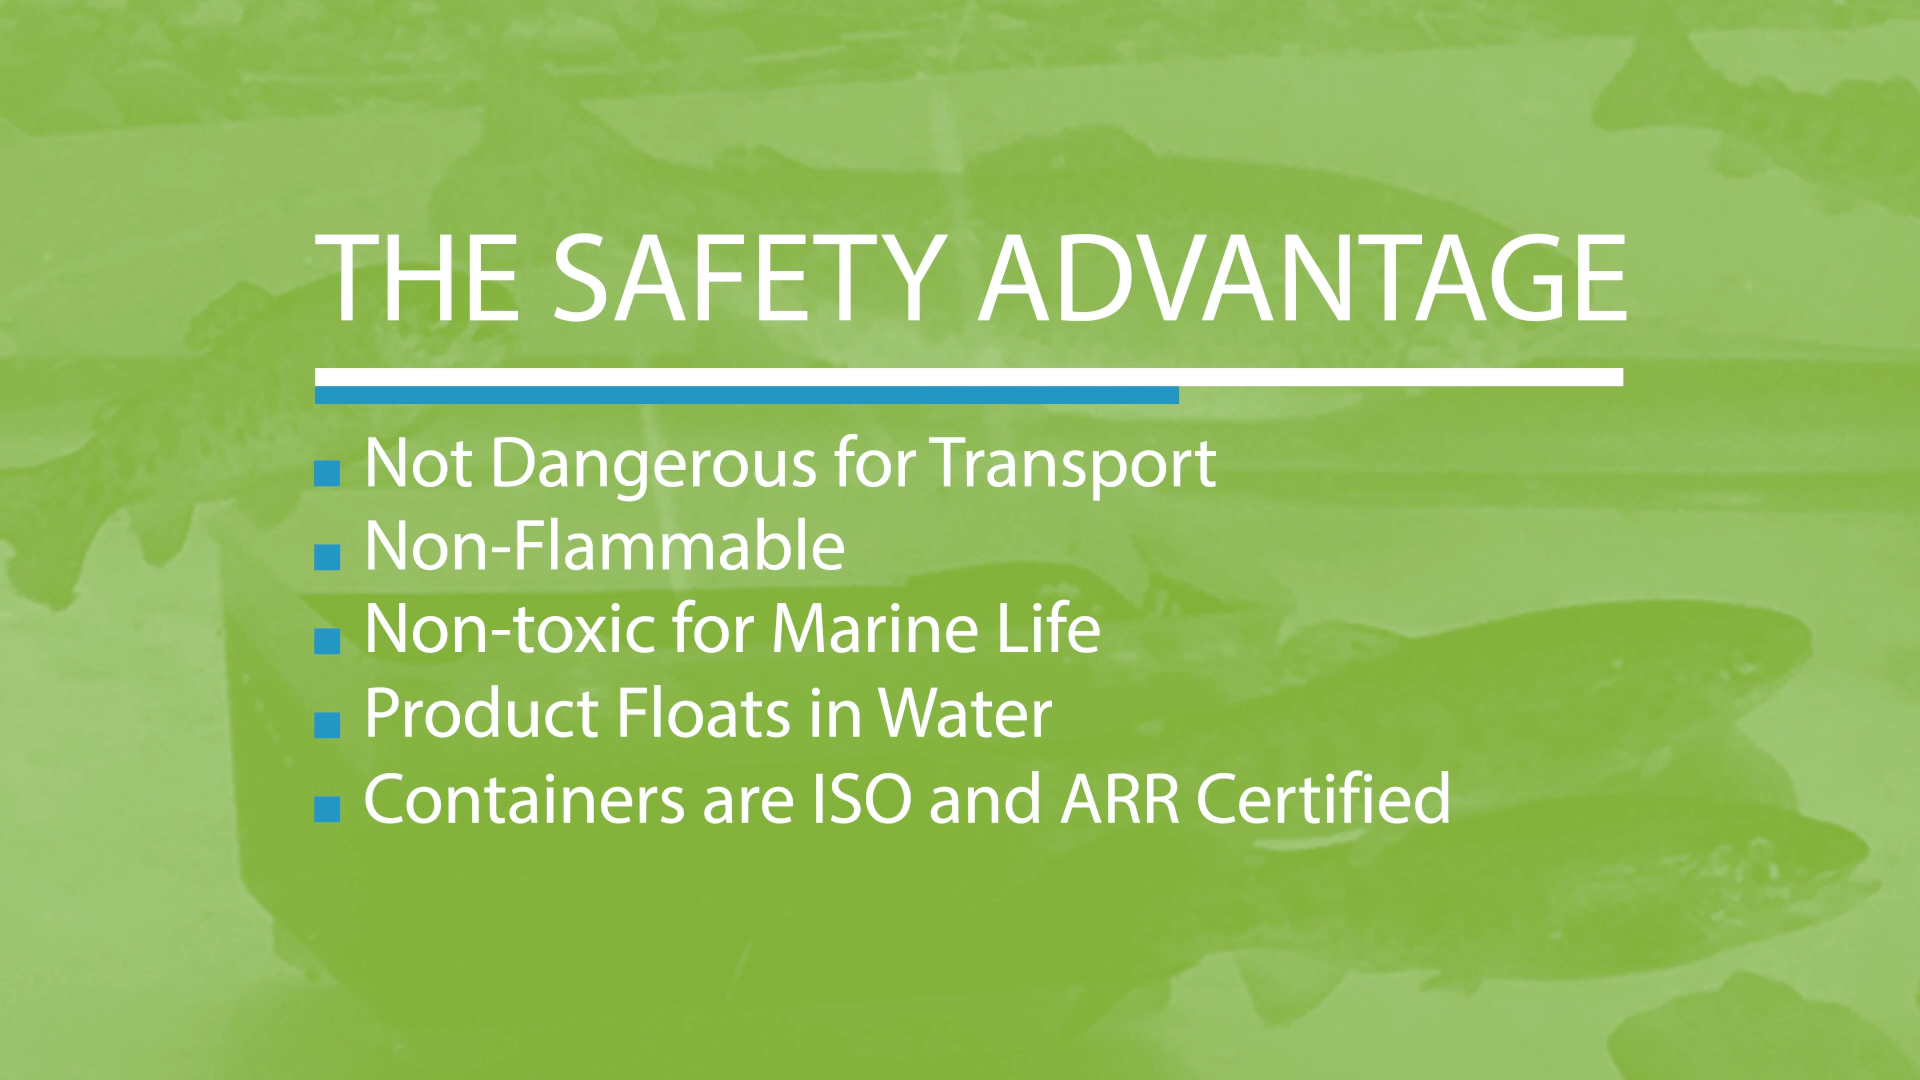 THE SAFETY ADVANTAGE
Not Dangerous for Transport
Non-Flammable
Non-toxic for Marine Life
Product Floats in Water
Containers are ISO and ARR Certified